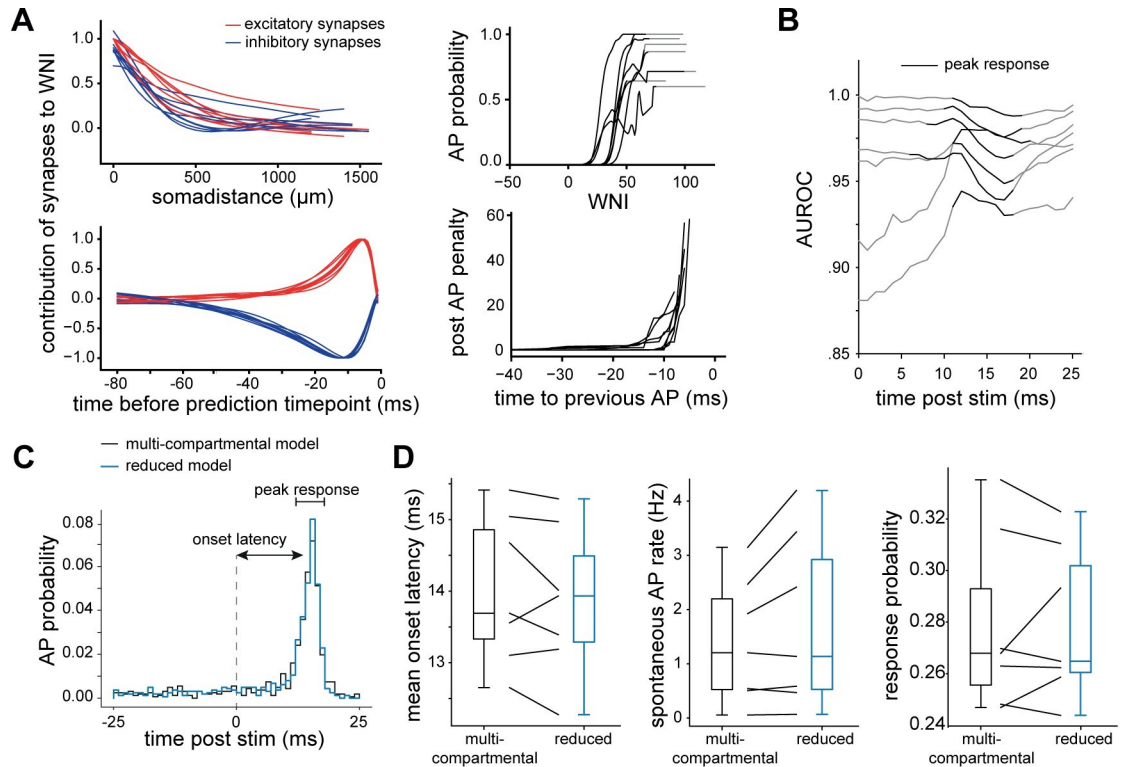 A
contribution of synapses to WNI
excitatory synapses
inhibitory synapses
1.0
0.5
0.0
0
500
1000
1500
somadistance (µm)
1.0
0.5
0.0
−0.5
−1.0
-80
-60
-40
-20
0
time before prediction timepoint (ms)
AP probability
1.0
0.5
0.0
−50
0
50
100
WNI
post AP penalty
60
40
20
0
-40
-30
-20
-10
0
time to previous AP (ms)
B
peak response
AUROC
1.0
.95
.90
.85
0
5
10
15
20
25
time post stim (ms)
C
multi-compartmental model
reduced model
peak response
onset latency
AP probability
0.08
0.06
0.04
0.02
0.00
-25
0
25
time post stim (ms)
D
mean onset latency (ms)
15
14
13
multi-
compartmental
reduced
spontaneous AP rate (Hz)
4
3
2
1
0
multi-
compartmental
reduced
response probability
0.32
0.30
0.28
0.26
0.24
multi-
compartmental
reduced